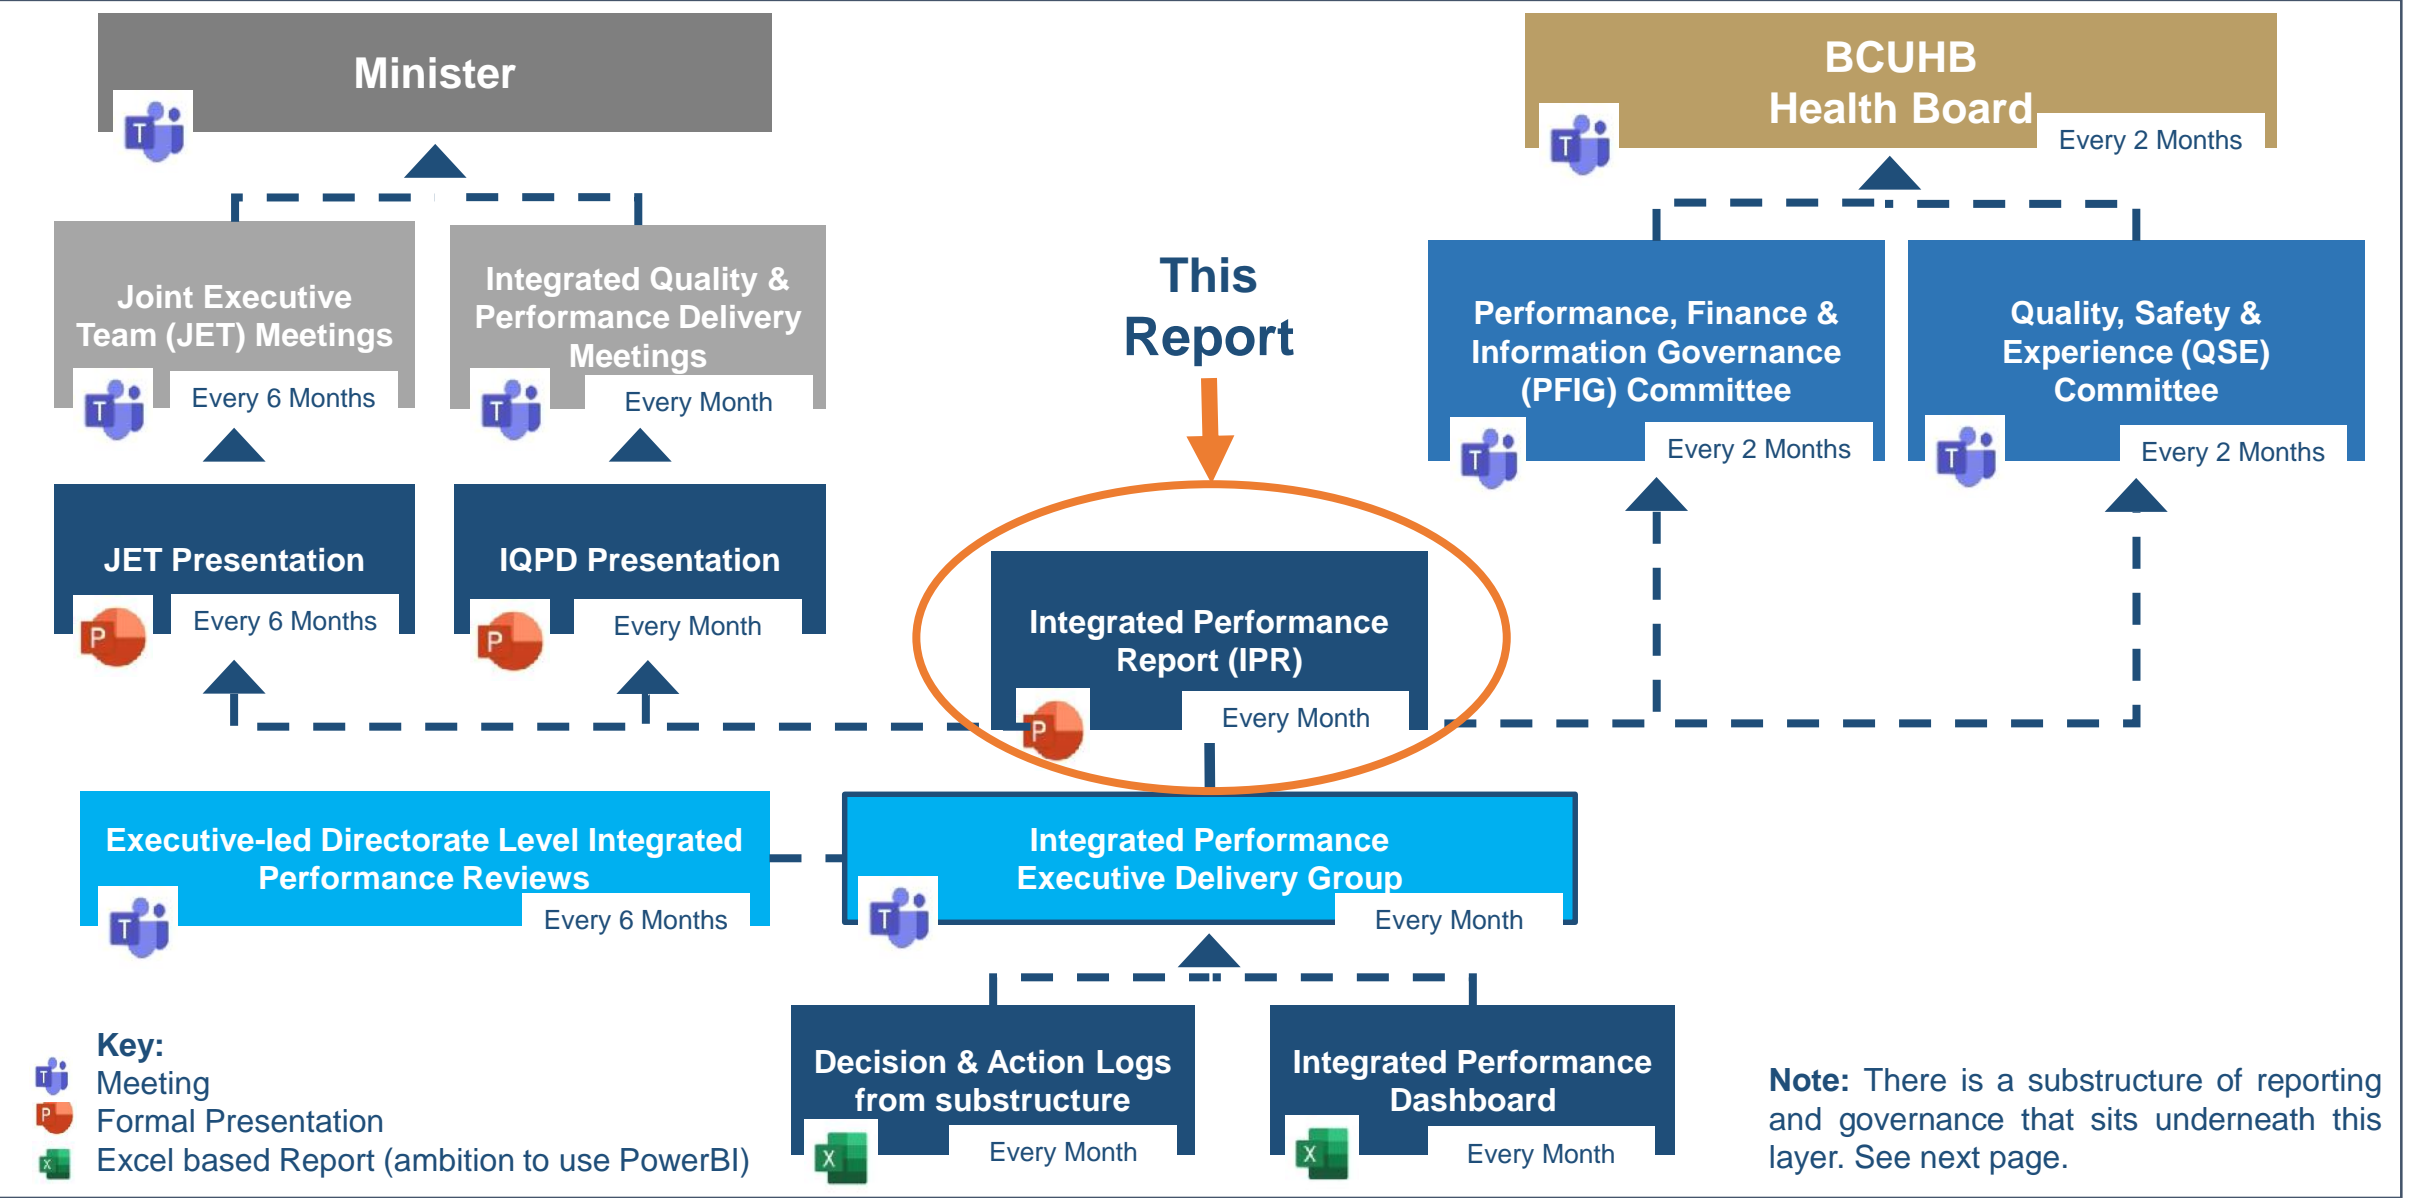 Minister
BCUHB
Health Board
Every 2 Months
Joint Executive
Team (JET) Meetings
Every 6 Months
Integrated Quality &
Performance Delivery
Meetings
Every Month
This
Report
Performance, Finance &
Information Governance
(PFIG) Committee
Every 2 Months
Quality, Safety &
Experience (QSE)
Committee
Every 2 Months
JET Presentation
Every 6 Months
IQPD Presentation
Every Month
Integrated Performance
Report (IPR)
Every Month
Executive-led Directorate Level Integrated
Performance Reviews
Every 6 Months
Integrated Performance
Executive Delivery Group
Every Month
Decision & Action Logs
from substructure
Every Month
Integrated Performance
Dashboard
Every Month
Key:
Meeting
Formal Presentation
Excel based Report (ambition to use PowerBI)
Note: There is a substructure of reporting
and governance that sits underneath this
layer. See next page.